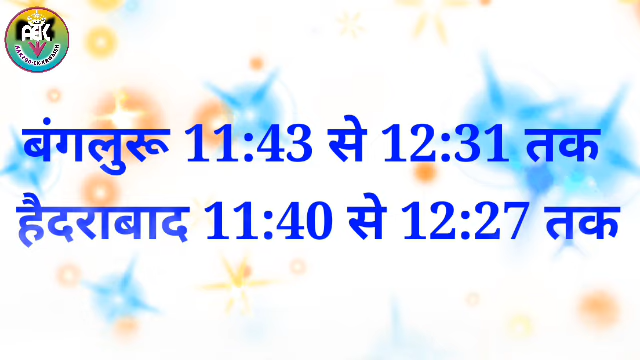 बंगलुरू 11:43 से 12:31 तक
हैदराबाद 11:40 से 12:27 तक